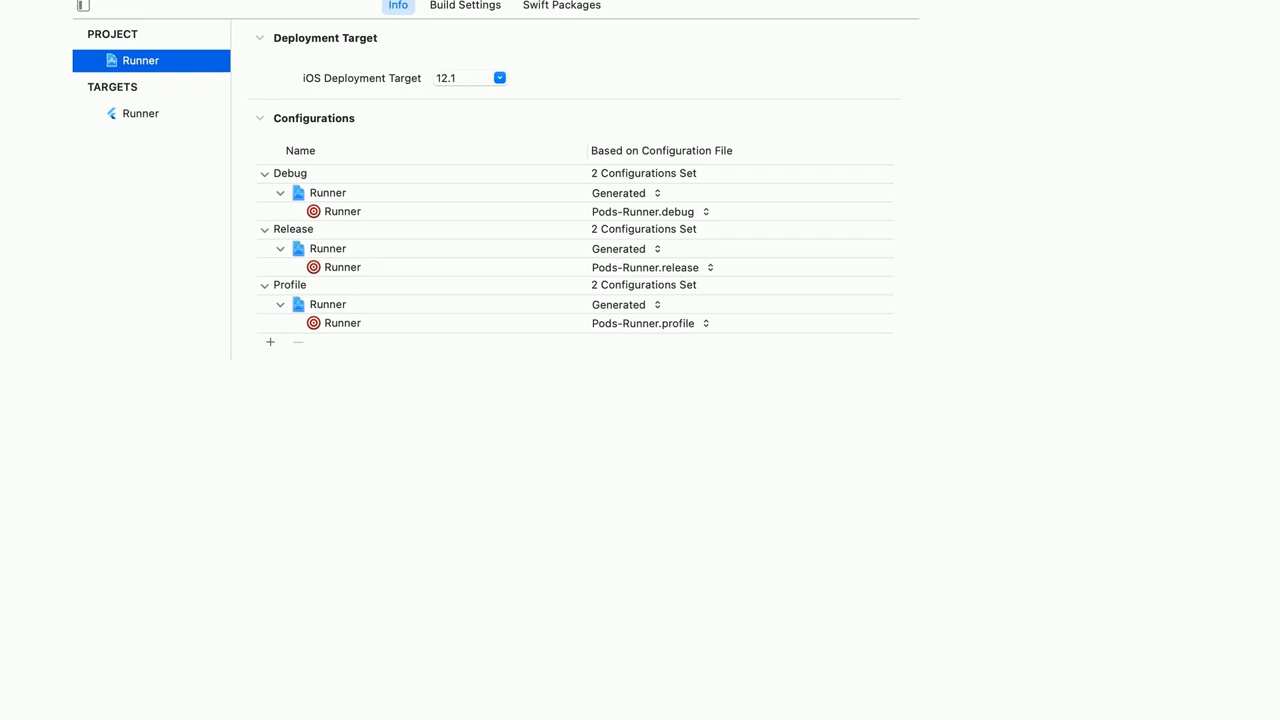 Info Build Settings Swift Packages
PROJECT
Runner
TARGETS
Runner
Deployment Target
iOS Deployment Target 12.1
Configurations
Name Based on Configuration File
Debug 2 Configurations Set
Runner Generated
Runner Pods-Runner.debug
Release 2 Configurations Set
Runner Generated
Runner Pods-Runner.release
Profile 2 Configurations Set
Runner Generated
Runner Pods-Runner.profile